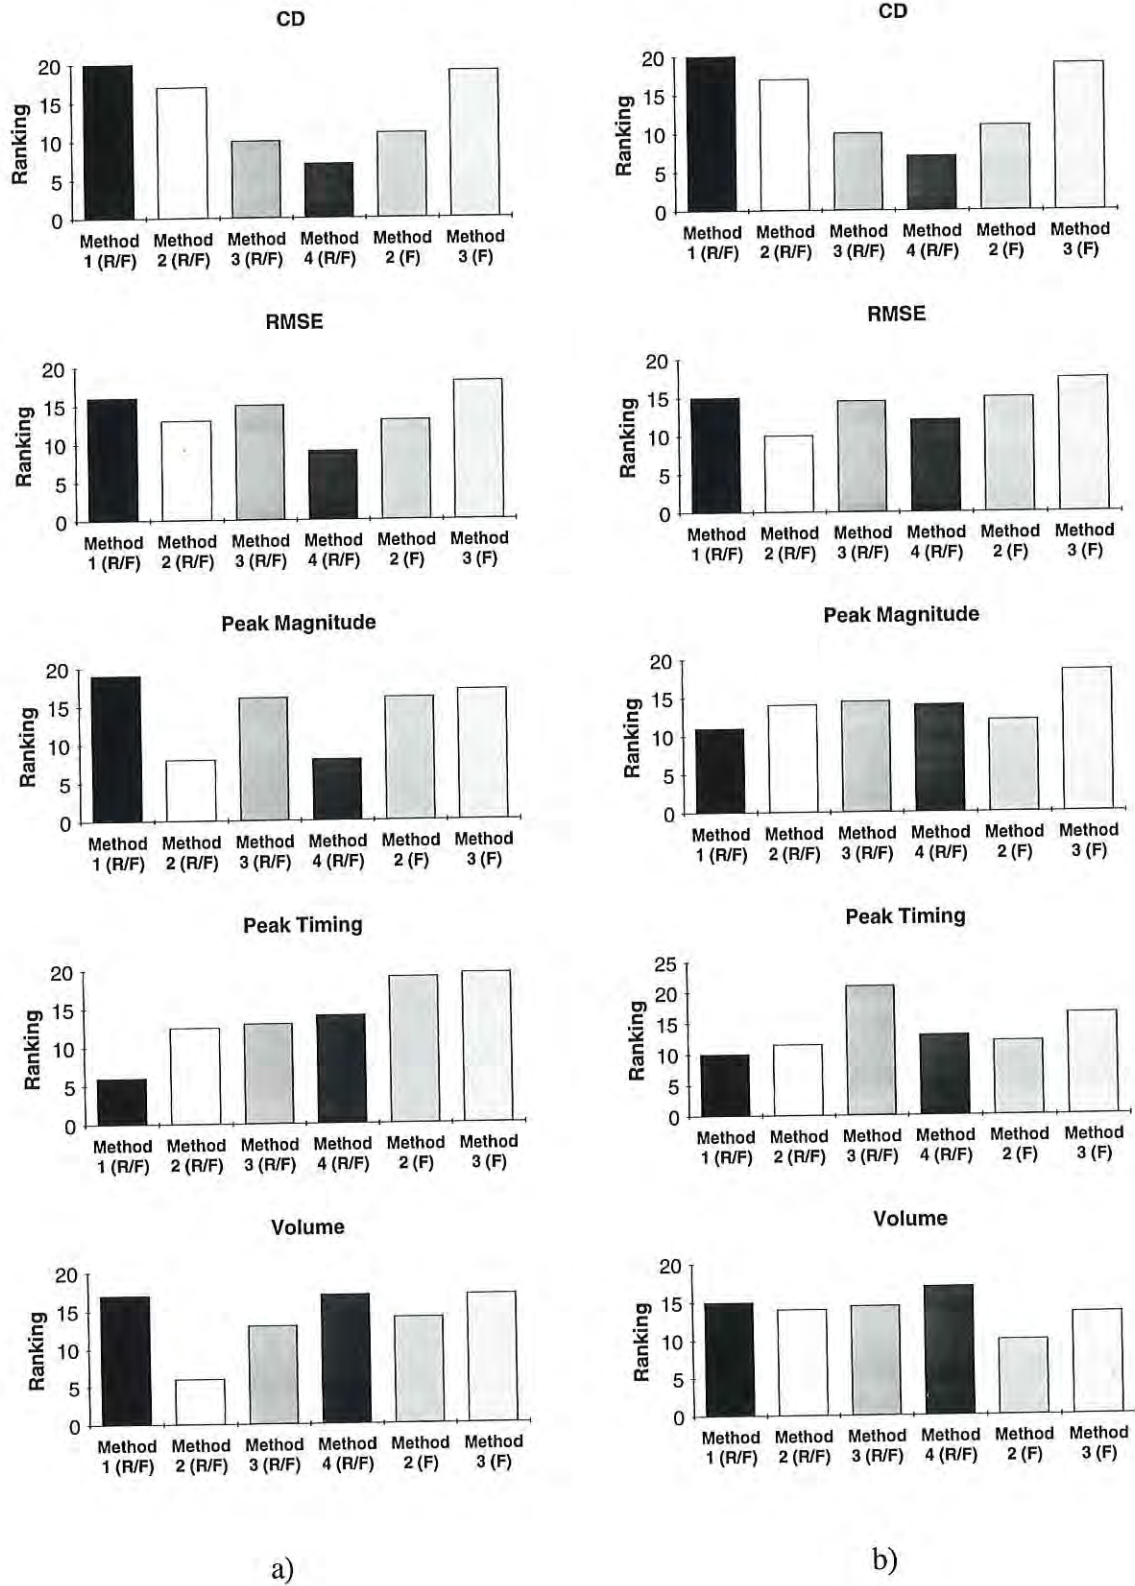 CD
Ranking
20
15
10
5
0
Method Method Method Method Method Method
1 (R/F) 2 (R/F) 3 (R/F) 4 (R/F) 2 (F) 3 (F)
RMSE
Ranking
20
15
10
5
0
Method Method Method Method Method Method
1 (R/F) 2 (R/F) 3 (R/F) 4 (R/F) 2 (F) 3 (F)
Peak Magnitude
Ranking
20
15
10
5
0
Method Method Method Method Method Method
1 (R/F) 2 (R/F) 3 (R/F) 4 (R/F) 2 (F) 3 (F)
Peak Timing
Ranking
20
15
10
5
0
Method Method Method Method Method Method
1 (R/F) 2 (R/F) 3 (R/F) 4 (R/F) 2 (F) 3 (F)
Volume
Ranking
20
15
10
5
0
Method Method Method Method Method Method
1 (R/F) 2 (R/F) 3 (R/F) 4 (R/F) 2 (F) 3 (F)
a)
CD
Ranking
20
15
10
5
0
Method Method Method Method Method Method
1 (R/F) 2 (R/F) 3 (R/F) 4 (R/F) 2 (F) 3 (F)
RMSE
Ranking
20
15
10
5
0
Method Method Method Method Method Method
1 (R/F) 2 (R/F) 3 (R/F) 4 (R/F) 2 (F) 3 (F)
Peak Magnitude
Ranking
20
15
10
5
0
Method Method Method Method Method Method
1 (R/F) 2 (R/F) 3 (R/F) 4 (R/F) 2 (F) 3 (F)
Peak Timing
Ranking
25
20
15
10
5
0
Method Method Method Method Method Method
1 (R/F) 2 (R/F) 3 (R/F) 4 (R/F) 2 (F) 3 (F)
Volume
Ranking
20
15
10
5
0
Method Method Method Method Method Method
1 (R/F) 2 (R/F) 3 (R/F) 4 (R/F) 2 (F) 3 (F)
b)